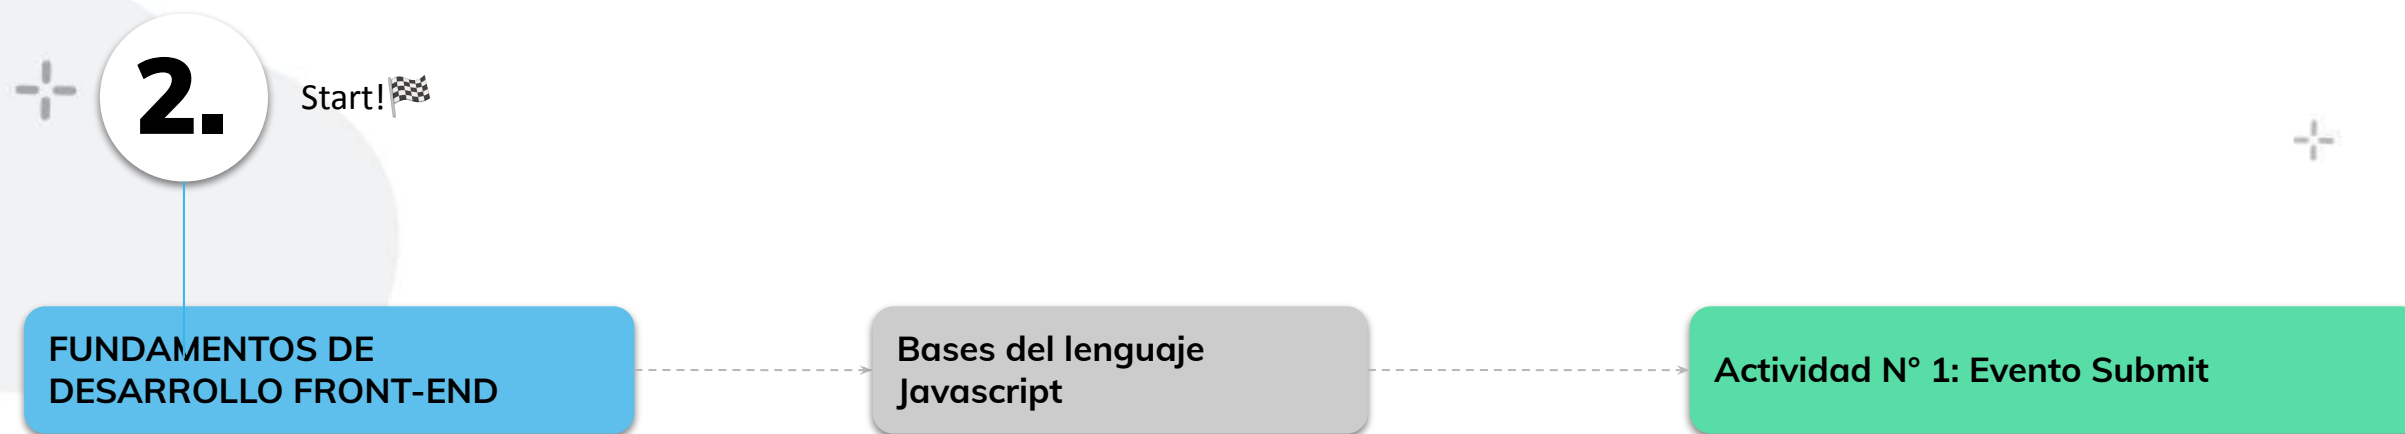 2.
Start!🏁
FUNDAMENTOS DE
DESARROLLO FRONT-END
Bases del lenguaje
Javascript
Actividad N° 1: Evento Submit